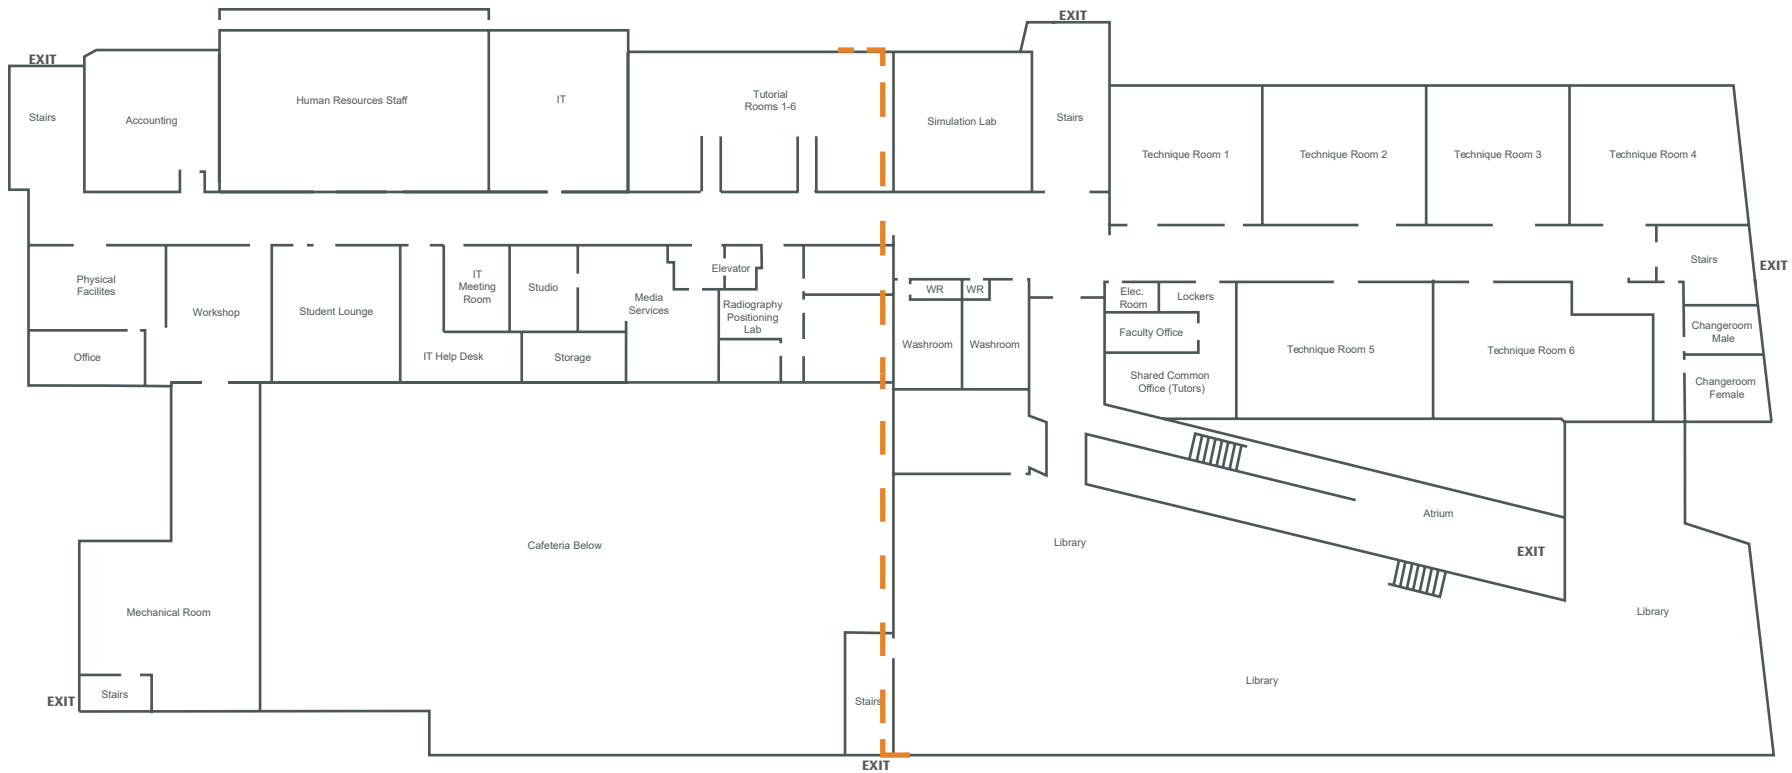 EXIT
EXIT
Stairs
Accounting
Human Resources Staff
IT
Tutorial
Rooms 1-6
Simulation Lab
Stairs
Technique Room 1
Technique Room 2
Technique Room 3
Technique Room 4
Physical
Facilites
Workshop
Student Lounge
IT
Meeting
Room
Studio
Media
Services
Elevator
Radiography
Positioning
Lab
WR
WR
Elec.
Room
Lockers
Stairs
EXIT
Office
IT Help Desk
Storage
Washroom
Washroom
Faculty Office
Shared Common
Office (Tutors)
Technique Room 5
Technique Room 6
Changeroom
Male
Changeroom
Female
Cafeteria Below
Library
Atrium
EXIT
Mechanical Room
Library
Library
Stairs
EXIT
Stairs
EXIT